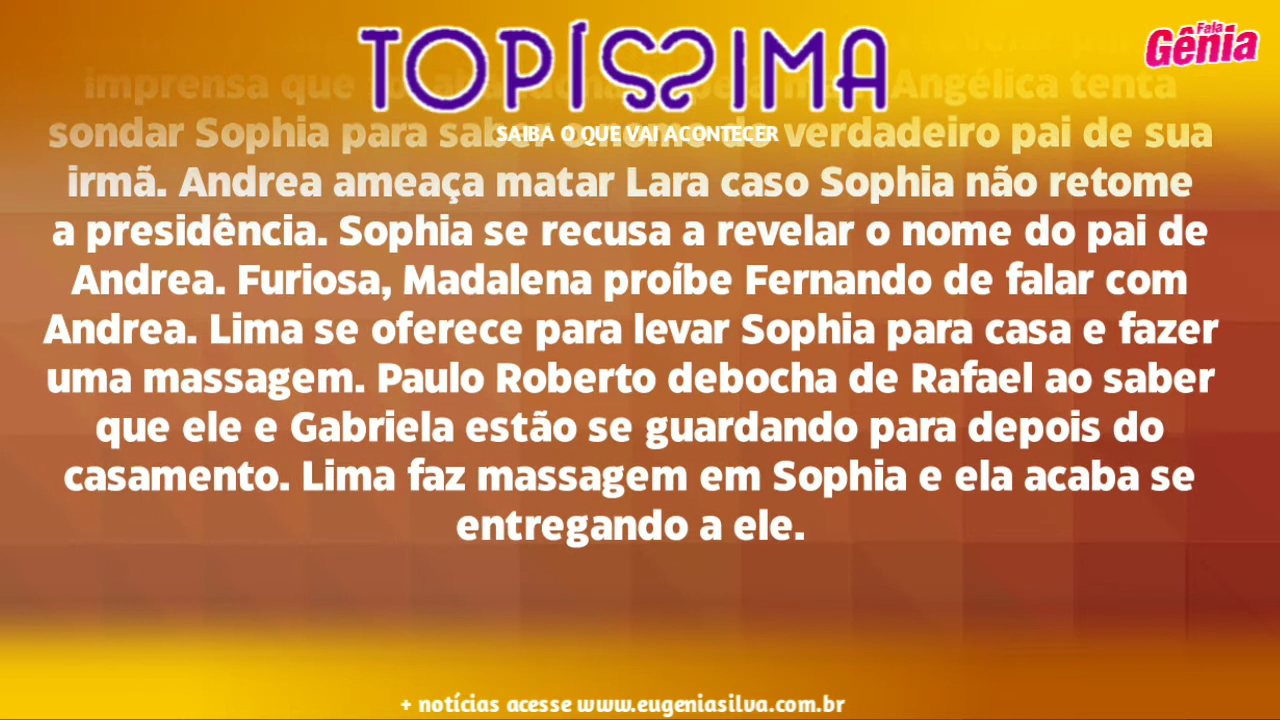 TOPÍSSIMA
Fala
Gênia
SAIBA O QUE VAI ACONTECER
imprensa que Angélica tenta
sondar Sophia para saber o nome do verdadeiro pai de sua
irmã. Andrea ameaça matar Lara caso Sophia não retome
a presidência. Sophia se recusa a revelar o nome do pai de
Andrea. Furiosa, Madalena proíbe Fernando de falar com
Andrea. Lima se oferece para levar Sophia para casa e fazer
uma massagem. Paulo Roberto debocha de Rafael ao saber
que ele e Gabriela estão se guardando para depois do
casamento. Lima faz massagem em Sophia e ela acaba se
entregando a ele.
+ notícias acesse www.eugeniasilva.com.br